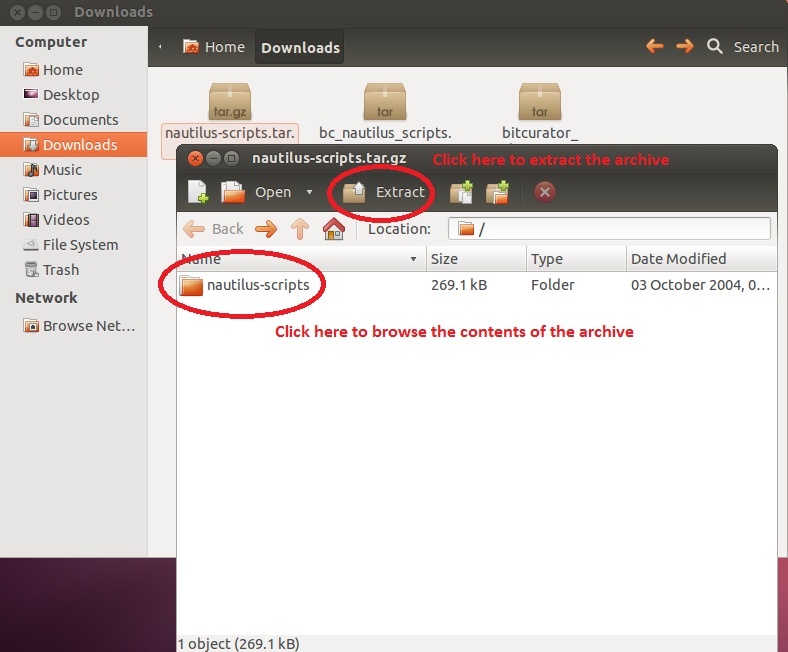 Downloads
Computer
Home
Desktop
Documents
Downloads
Music
Pictures
Videos
File System
Trash
Network
Browse Net...
Home Downloads Search
tar.gz tar tar
nautilus-scripts.tar. bc_nautilus_scripts. bitcurator_
nautilus-scripts.tar.gz Click here to extract the archive
Open Extract
Back Location: /
Name Size Type Date Modified
nautilus-scripts 269.1 kB Folder 03 October 2004, 0...
Click here to browse the contents of the archive
1 object (269.1 kB)